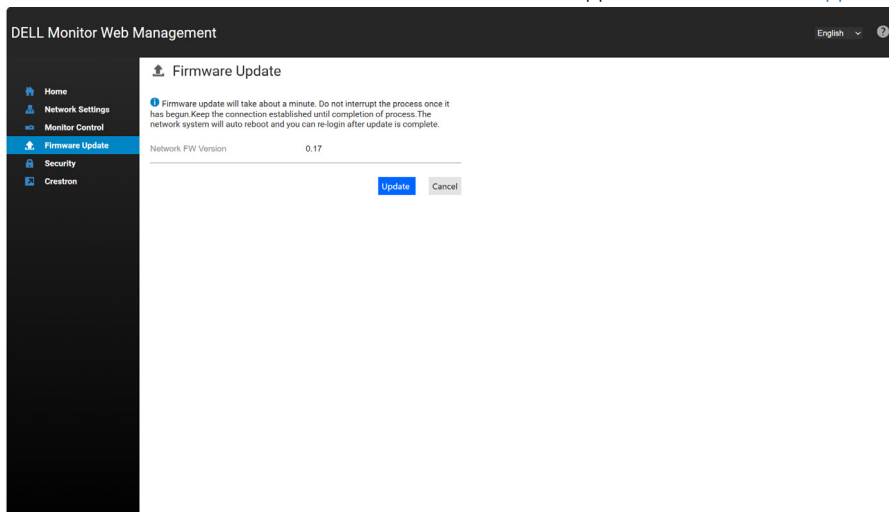 DELL Monitor Web Management
English
Home
Network Settings
Monitor Control
Firmware Update
Security
Crestron
Firmware Update
Firmware update will take about a minute. Do not interrupt the process once it
has begun.Keep the connection established until completion of process.The
network system will auto reboot and you can re-login after update is complete.
Network FW Version 0.17
Update Cancel